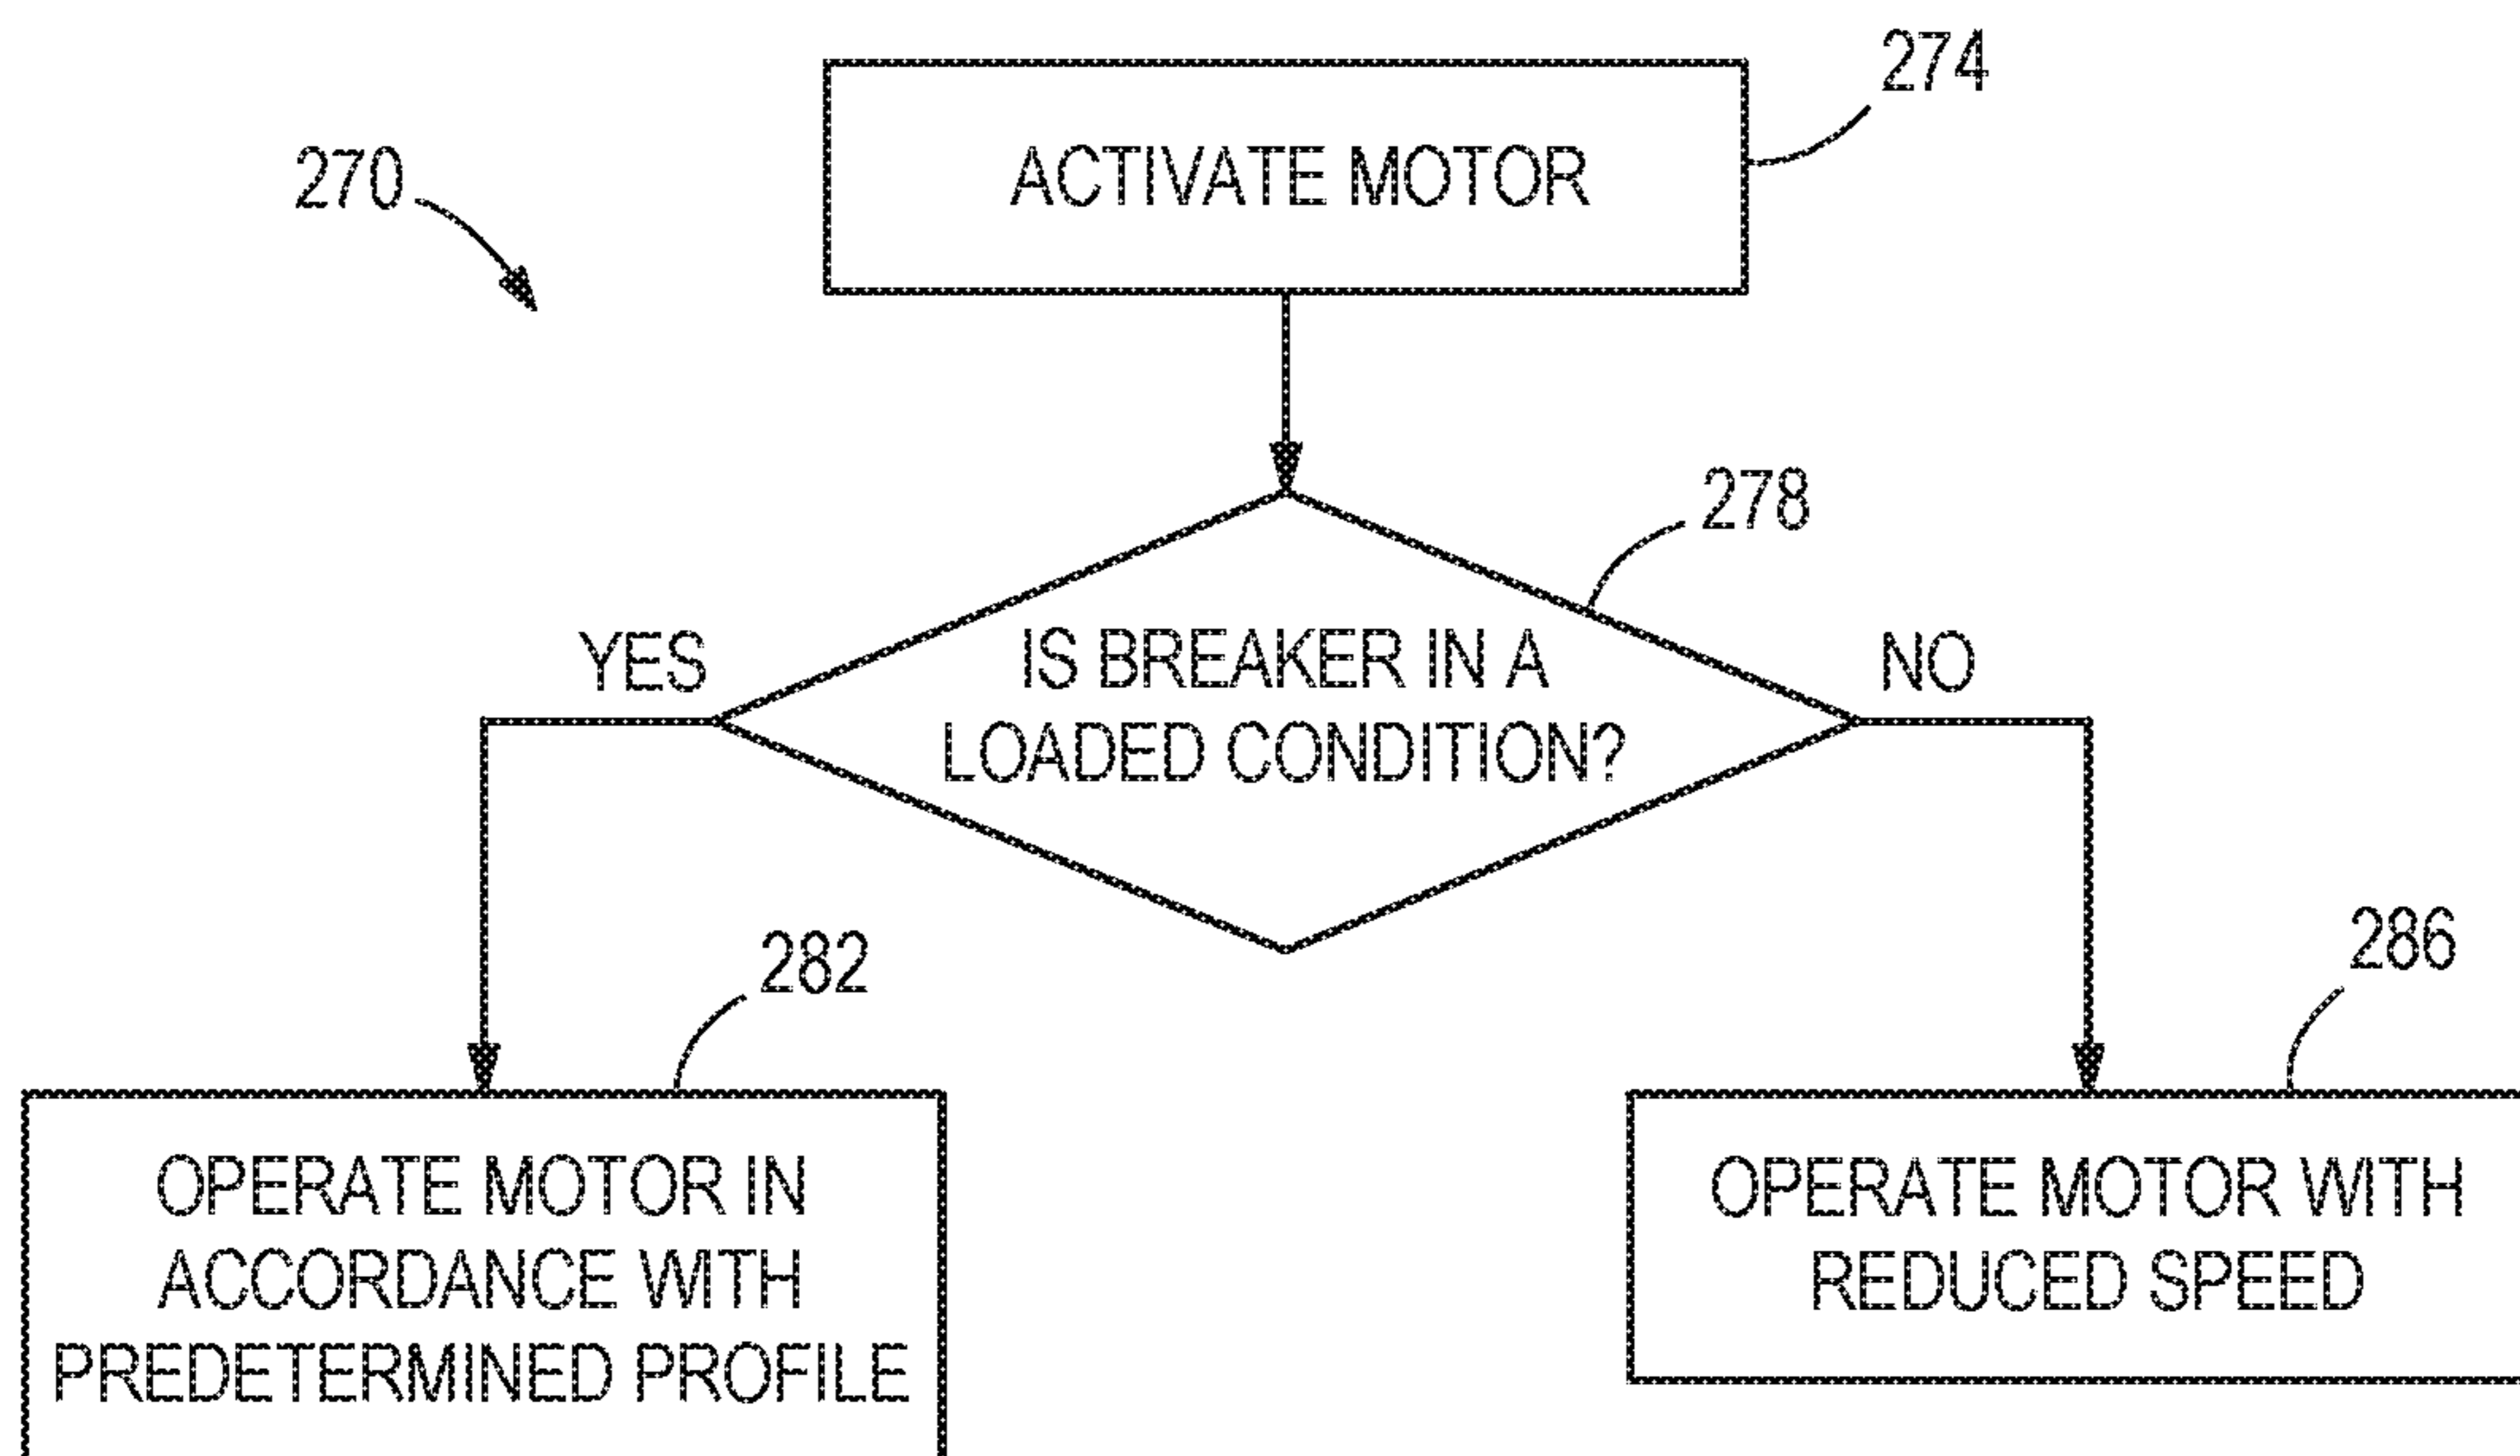 274
ACTIVATE MOTOR
270
278
YES
IS BREAKER IN A
LOADED CONDITION?
NO
282
286
OPERATE MOTOR IN
ACCORDANCE WITH
PREDETERMINED PROFILE
OPERATE MOTOR WITH
REDUCED SPEED